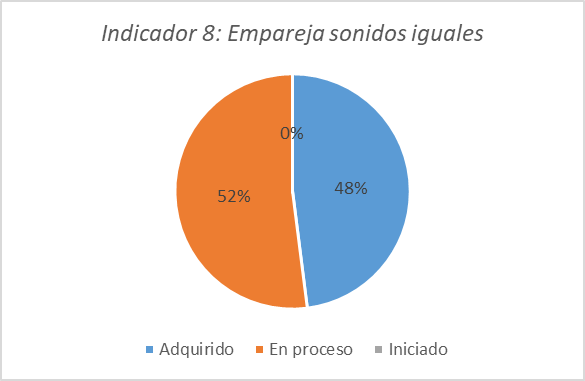 Indicador 8: Empareja sonidos iguales
0%
52%
48%
Adquirido En proceso Iniciado